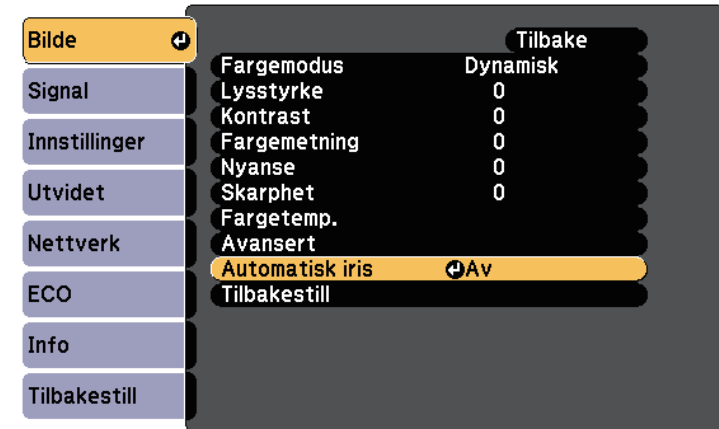 Bilde
Signal
Innstillinger
Utvidet
Nettverk
ECO
Info
Tilbakestill
Tilbake
Fargemodus Dynamisk
Lysstyrke 0
Kontrast 0
Fargemetning 0
Nyanse 0
Skarphet 0
Fargetemp.
Avansert
Automatisk iris Av
Tilbakestill